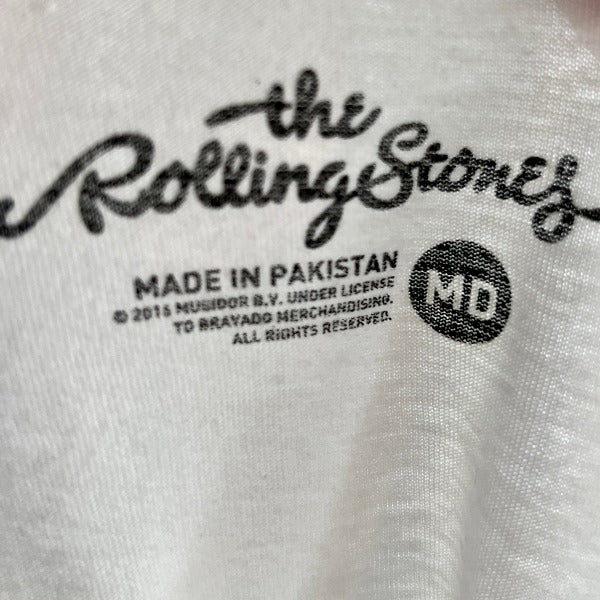 the
Rolling Stones
MADE IN PAKISTAN
© 2016 MUSIDOR B.V. UNDER LICENSE
TO BRAVADO MERCHANDISING.
ALL RIGHTS RESERVED.
MD